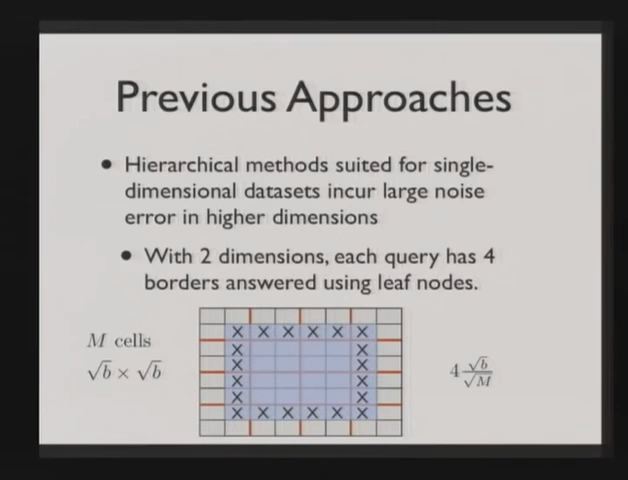 Previous Approaches
• Hierarchical methods suited for single-
dimensional datasets incur large noise
error in higher dimensions
• With 2 dimensions, each query has 4
borders answered using leaf nodes.
M cells
√b × √b
X X X X X X
X X
X X
X X
X X X X X X
4 √b/√M